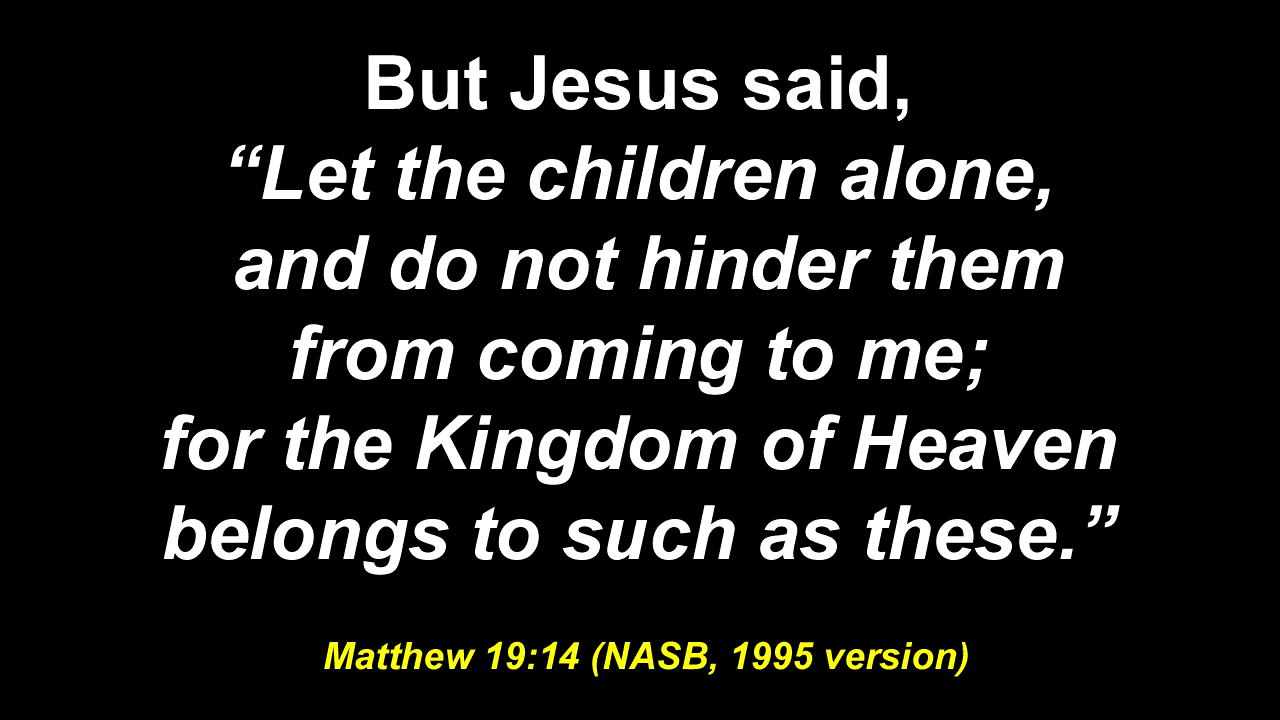 But Jesus said,
“Let the children alone,
and do not hinder them
from coming to me;
for the Kingdom of Heaven
belongs to such as these.”
Matthew 19:14 (NASB, 1995 version)